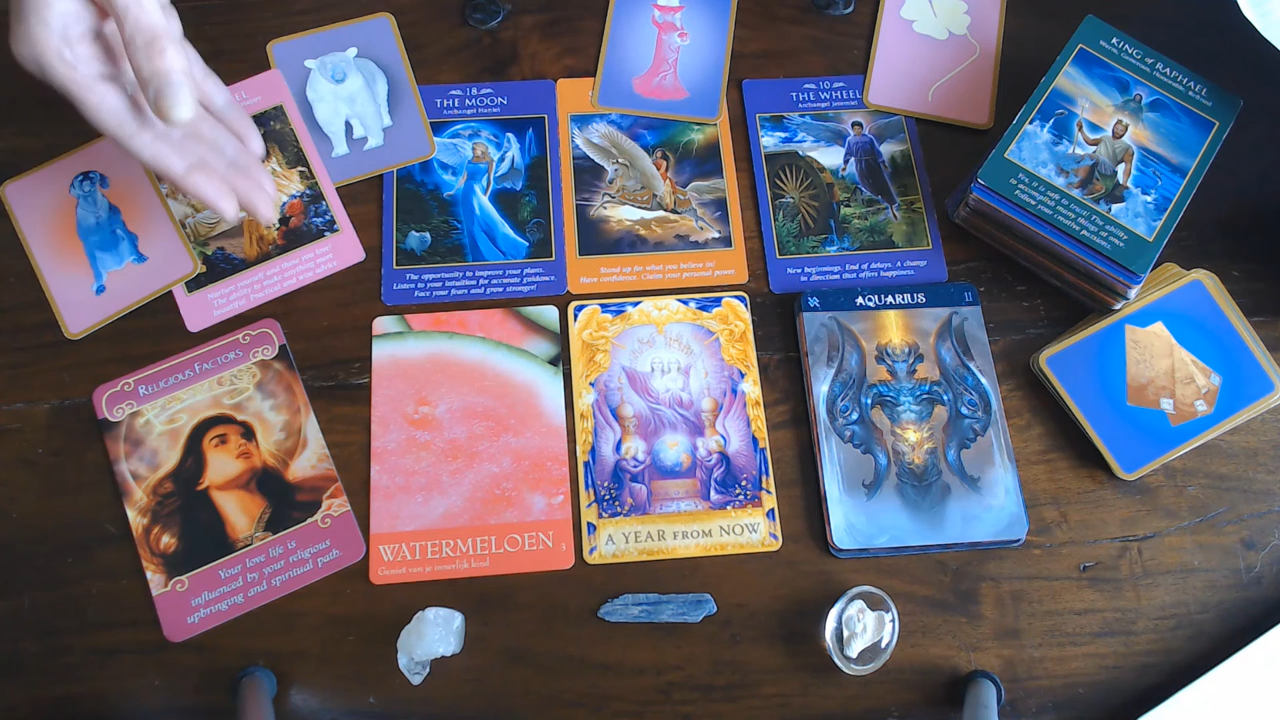 18
THE MOON
Archangel Haniel
The opportunity to improve your plans.
Listen to your intuition for accurate guidance.
Face your fears and grow stronger!
Stand up for what you believe in!
Have confidence. Claim your personal power.
10
THE WHEEL
Archangel Jeremiel
New beginnings. End of delays. A change
in direction that offers happiness.
KING of RAPHAEL
Warm, Generous, Honorable, Refined
Yes, it is safe to trust! The ability
to accomplish many things at once.
Follow your creative passions.
Nurture yourself and those you love!
The ability to make anything more
beautiful. Practical and wise advice.
RELIGIOUS FACTORS
Your love life is
influenced by your religious
upbringing and spiritual path.
WATERMELOEN 3
Geniet van je innerlijk kind
A YEAR FROM NOW
AQUARIUS 11